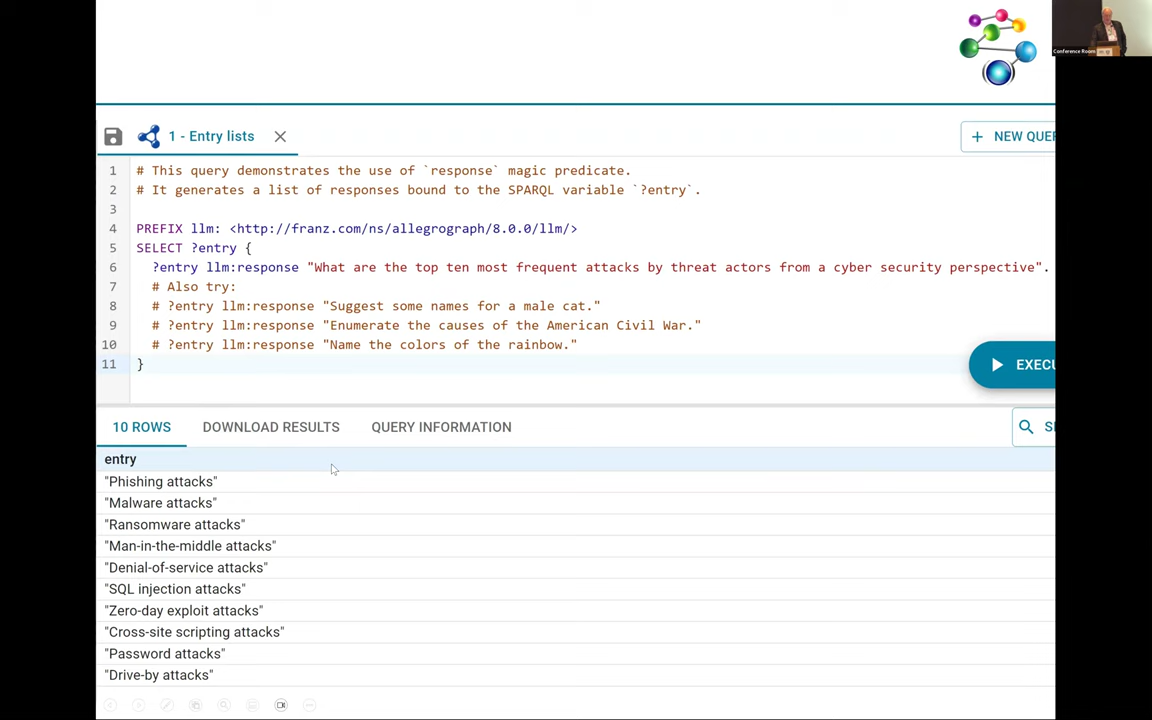 Conference Room
1 - Entry lists
NEW QUE
1 # This query demonstrates the use of `response` magic predicate.
2 # It generates a list of responses bound to the SPARQL variable `?entry`.
3
4 PREFIX llm: <http://franz.com/ns/allegrograph/8.0.0/llm/>
5 SELECT ?entry {
6 ?entry llm:response "What are the top ten most frequent attacks by threat actors from a cyber security perspective".
7 # Also try:
8 # ?entry llm:response "Suggest some names for a male cat."
9 # ?entry llm:response "Enumerate the causes of the American Civil War."
10 # ?entry llm:response "Name the colors of the rainbow."
11 }
EXECU
10 ROWS DOWNLOAD RESULTS QUERY INFORMATION
entry
"Phishing attacks"
"Malware attacks"
"Ransomware attacks"
"Man-in-the-middle attacks"
"Denial-of-service attacks"
"SQL injection attacks"
"Zero-day exploit attacks"
"Cross-site scripting attacks"
"Password attacks"
"Drive-by attacks"